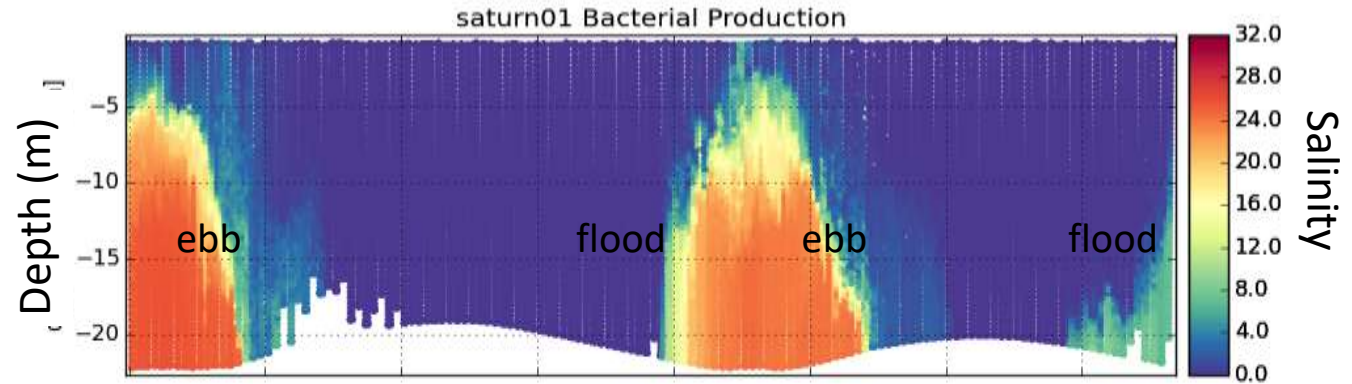 saturn01 Bacterial Production
Depth (m)
−5
−10
−15
−20
ebb
flood
ebb
flood
32.0
28.0
24.0
20.0
16.0
12.0
8.0
4.0
0.0
Salinity